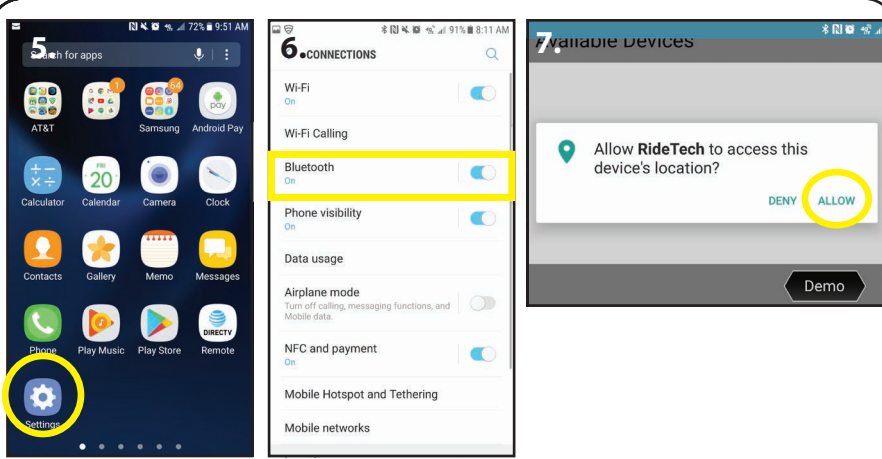 72% 9:51 AM
5.
Search for apps
1
64
pay
AT&T
Samsung
Android Pay
FRI
20
Calculator
Calendar
Camera
Clock
Contacts
Gallery
Memo
Messages
DIRECTV
Phone
Play Music
Play Store
Remote
Settings
91% 8:11 AM
6. CONNECTIONS
Wi-Fi
On
Wi-Fi Calling
Bluetooth
On
Phone visibility
On
Data usage
Airplane mode
Turn off calling, messaging functions, and
Mobile data.
NFC and payment
On
Mobile Hotspot and Tethering
Mobile networks
7.
Available Devices
Allow RideTech to access this
device's location?
DENY ALLOW
Demo